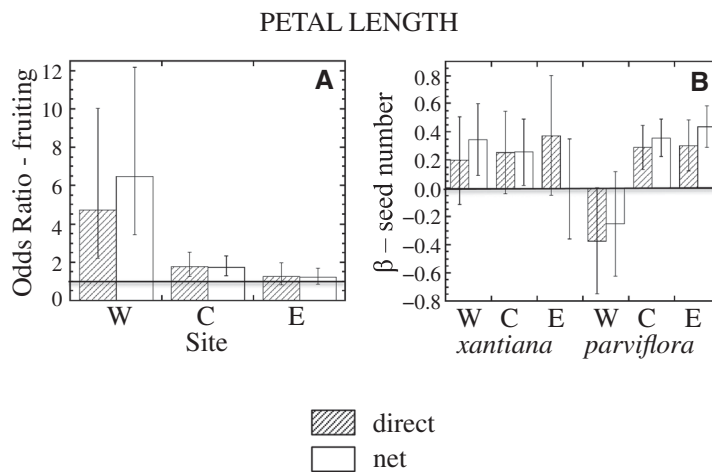 PETAL LENGTH
A
Odds Ratio - fruiting
12
10
8
6
4
2
0
W C E
Site
B
β – seed number
0.8
0.6
0.4
0.2
0.0
−0.2
−0.4
−0.6
−0.8
W C E W C E
xantiana parviflora
direct
net